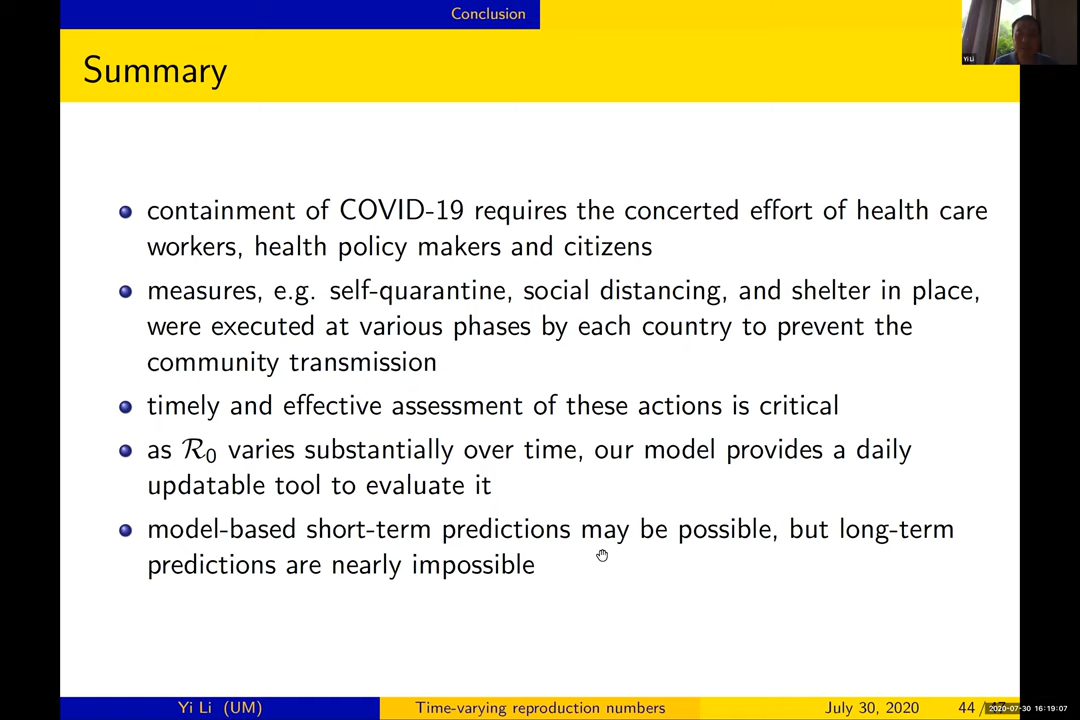 Conclusion
Yi Li
Summary
containment of COVID-19 requires the concerted effort of health care
workers, health policy makers and citizens
measures, e.g. self-quarantine, social distancing, and shelter in place,
were executed at various phases by each country to prevent the
community transmission
timely and effective assessment of these actions is critical
as R₀ varies substantially over time, our model provides a daily
updatable tool to evaluate it
model-based short-term predictions may be possible, but long-term
predictions are nearly impossible
Yi Li (UM) Time-varying reproduction numbers July 30, 2020 44 /
2020-07-30 16:19:07